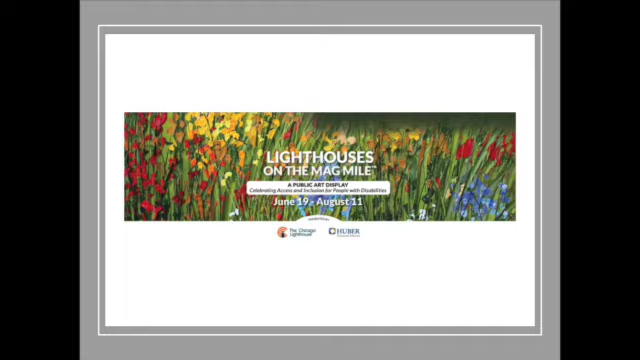 LIGHTHOUSES
ON THE MAG MILE™
A PUBLIC ART DISPLAY
Celebrating Access and Inclusion for People with Disabilities
June 19 - August 11
The Chicago
Lighthouse
HUBER